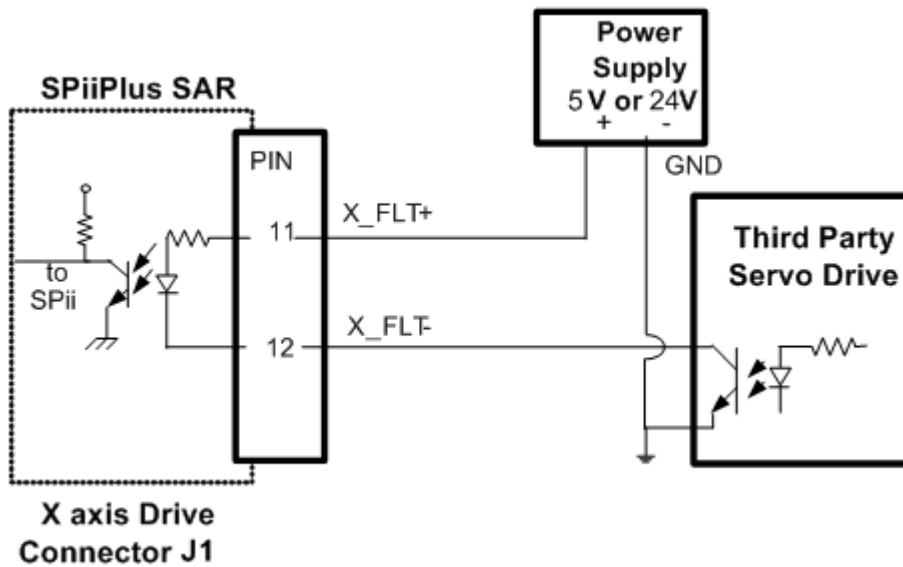 Power
Supply
5V or 24V
+ -
GND
SPiiPlus SAR
PIN
11
X_FLT+
to
SPii
12
X_FLT-
Third Party
Servo Drive
X axis Drive
Connector J1